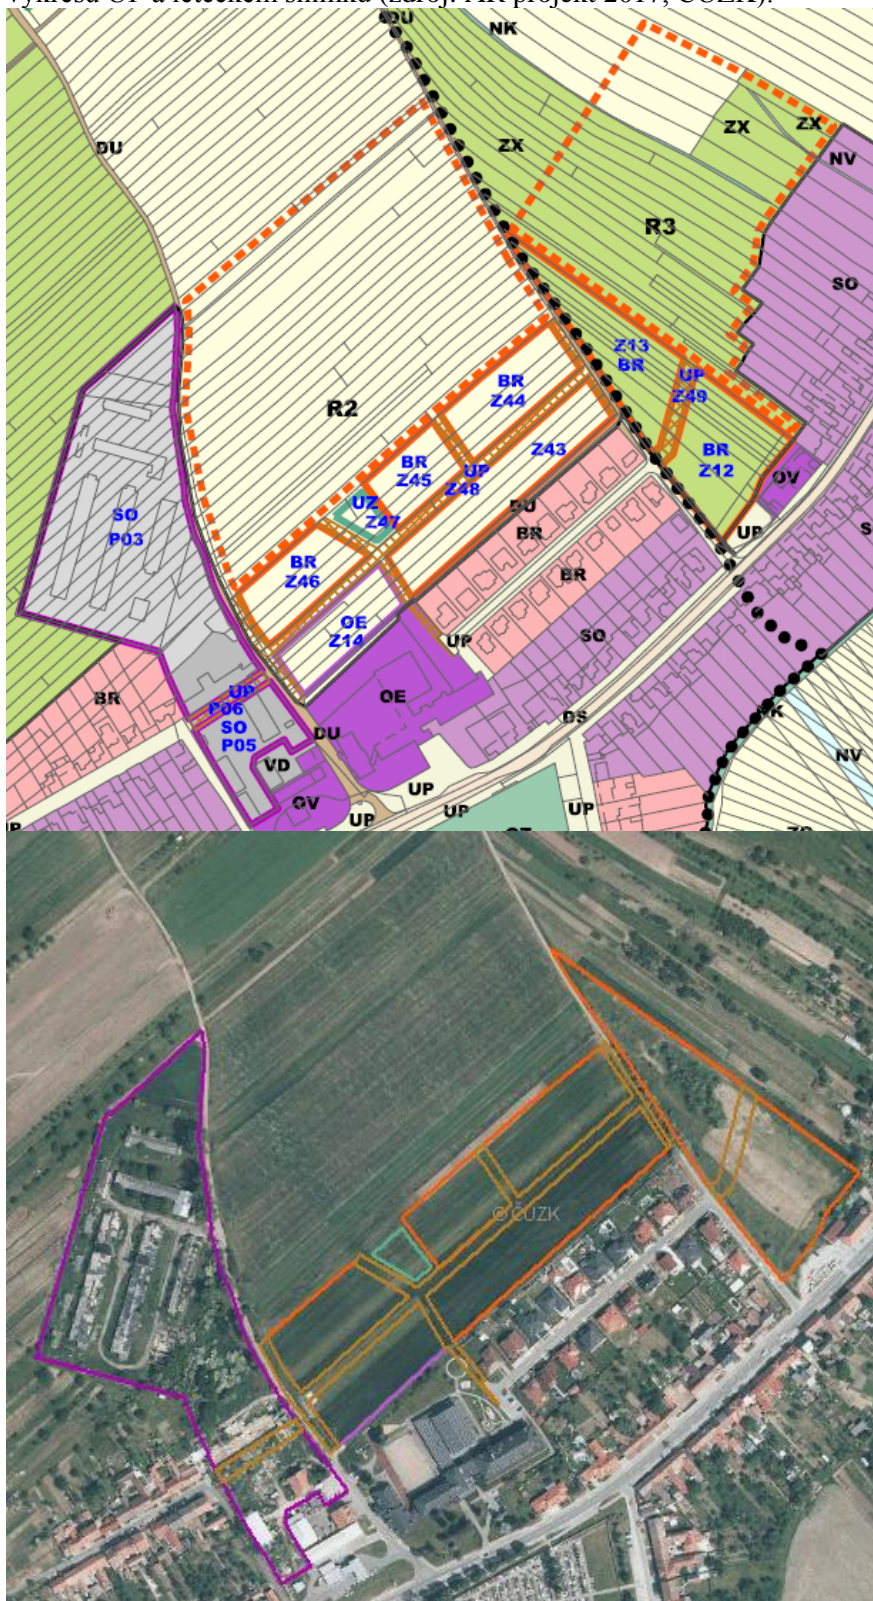 výkresu ÚP a leteckém snímku (zdroj: AR projekt 2017, ČÚZK).
DU
NK
ZX
ZX
ZX
NV
DU
R3
SO
Z13
BR
UP
Z49
BR
Z44
R2
Z43
BR
Z45
UP
Z48
BR
Z12
OV
UZ
Z47
DU
BR
UP
SO
P03
BR
Z46
BR
OE
Z14
UP
SO
BR
OE
UP
P06
SO
P05
DU
DS
NK
NV
VD
OV
UP
UP
UP
UP
© ČÚZK